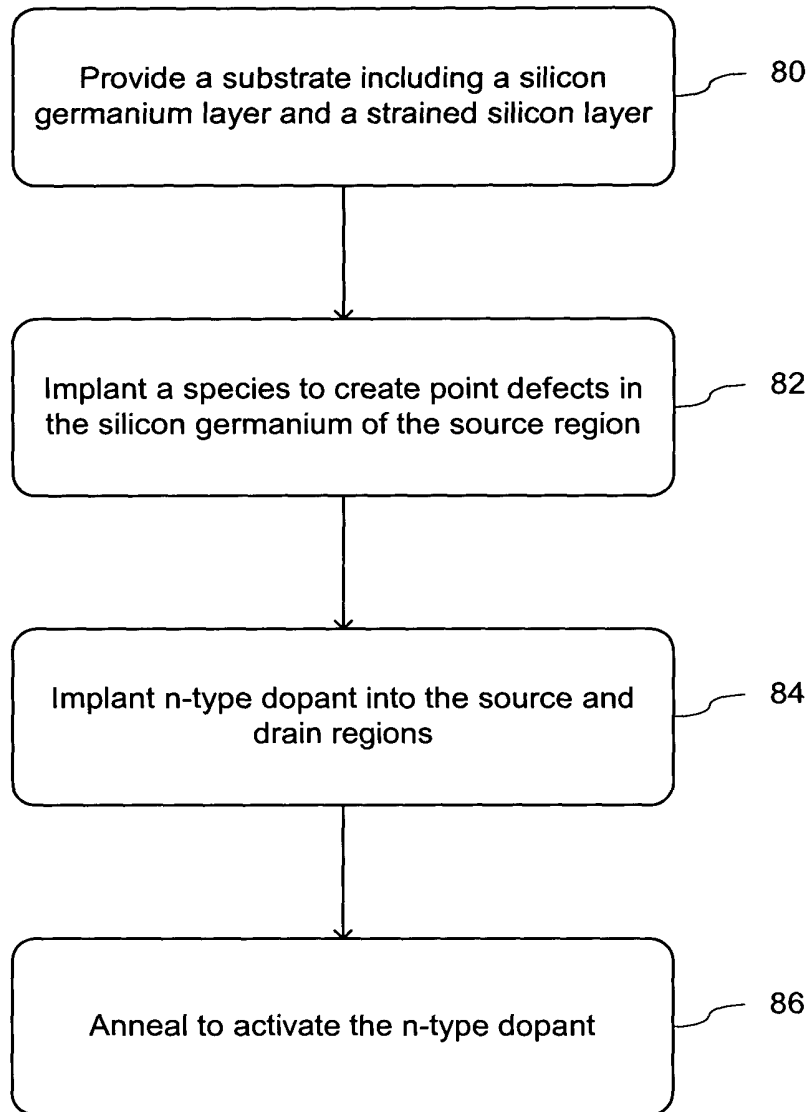 Provide a substrate including a silicon
germanium layer and a strained silicon layer
80
Implant a species to create point defects in
the silicon germanium of the source region
82
Implant n-type dopant into the source and
drain regions
84
Anneal to activate the n-type dopant
86